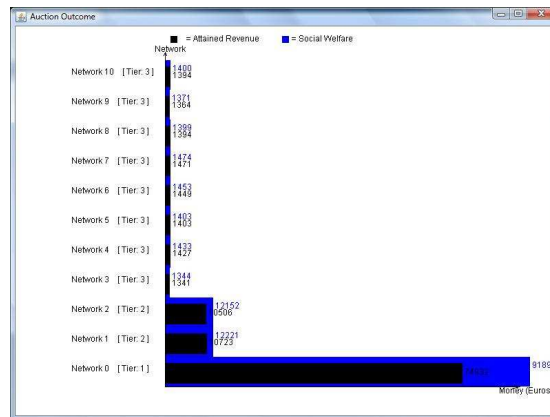 Auction Outcome
= Attained Revenue = Social Welfare
Network
Network 10 [Tier: 3]
1400
1394
Network 9 [Tier: 3]
1371
1364
Network 8 [Tier: 3]
1399
1394
Network 7 [Tier: 3]
1474
1471
Network 6 [Tier: 3]
1453
1449
Network 5 [Tier: 3]
1403
1403
Network 4 [Tier: 3]
1433
1427
Network 3 [Tier: 3]
1344
1341
Network 2 [Tier: 2]
12152
0506
Network 1 [Tier: 2]
12221
0723
Network 0 [Tier: 1]
9189
Money (Euros